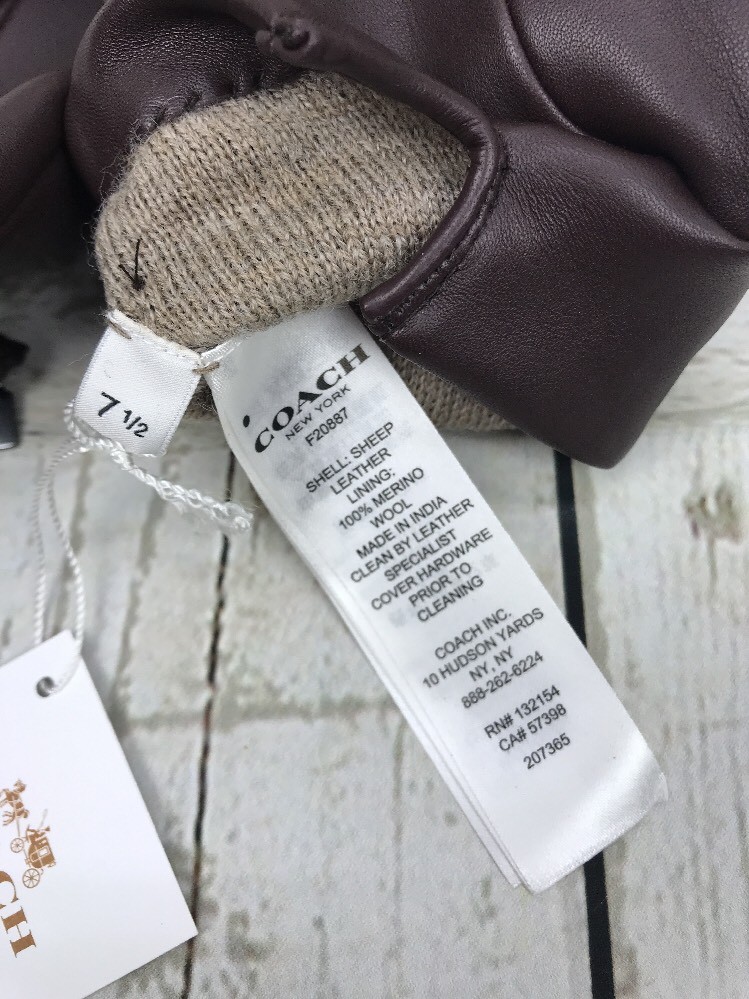 7 1/2
COACH
NEW YORK
F20887
SHELL: SHEEP
LEATHER
LINING:
100% MERINO
WOOL
MADE IN INDIA
CLEAN BY LEATHER
SPECIALIST
COVER HARDWARE
PRIOR TO
CLEANING
COACH INC.
10 HUDSON YARDS
NY, NY
888-262-6224
RN# 132154
CA# 57398
207365
CH